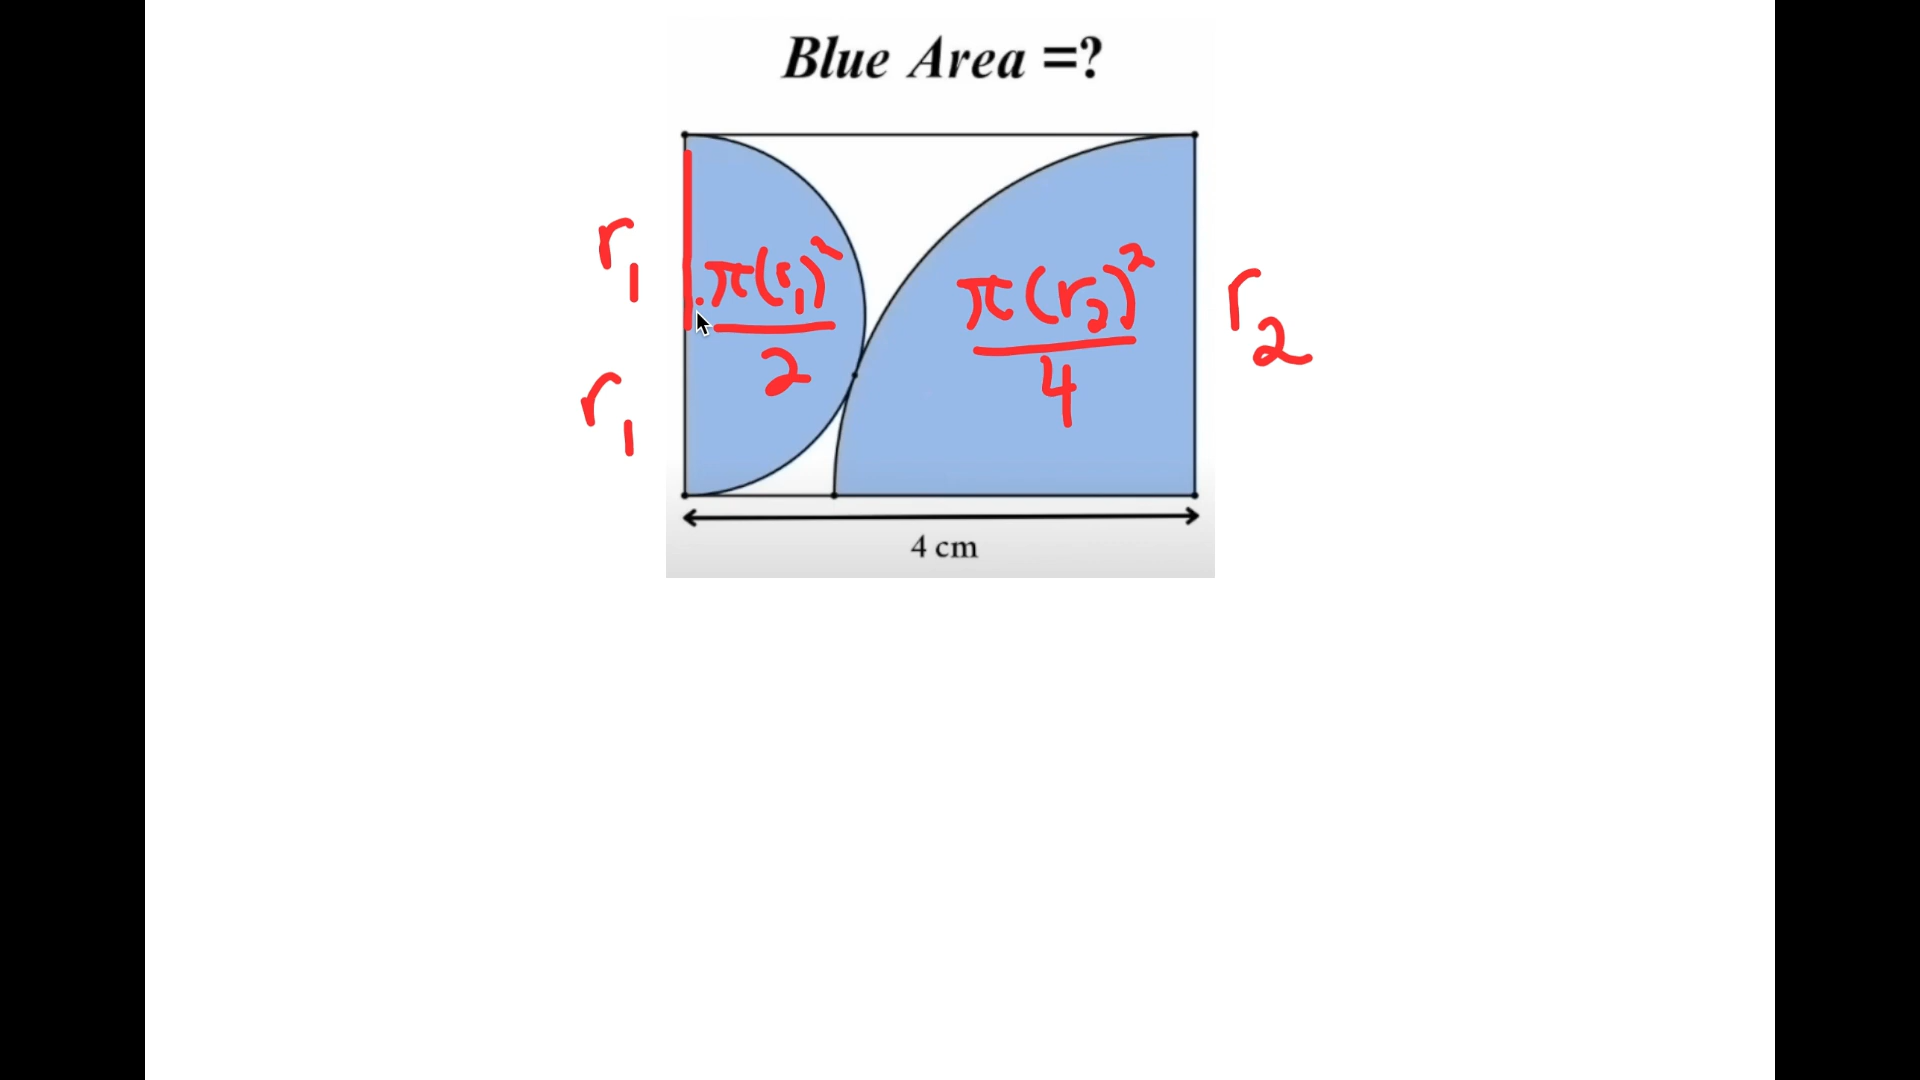 Blue Area =?
r₁
π(r₁)²
2
π(r₂)²
4
r₂
r₁
4 cm